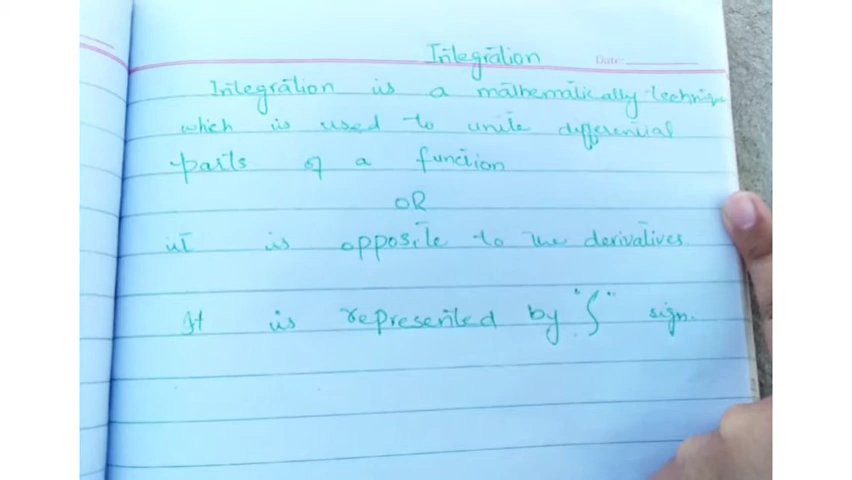 Integration
Date:
Integration is a mathematically technique
which is used to unite differential
parts of a function
OR
it is opposite to the derivatives
It is represented by "∫" sign.